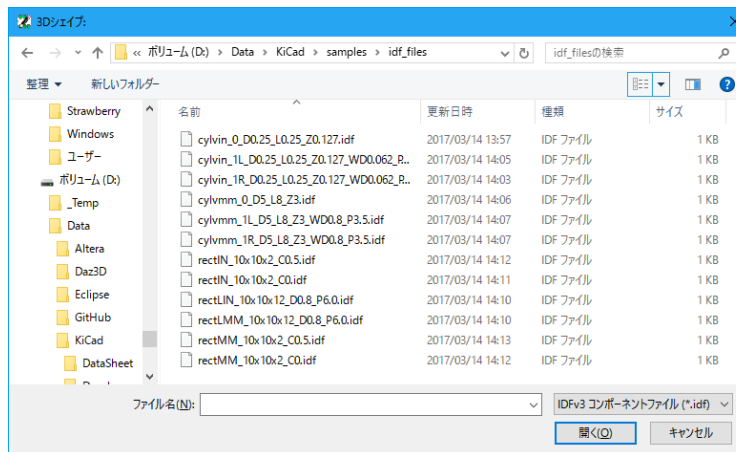 3Dシェイプ:
« ボリューム (D:) > Data > KiCad > samples > idf_files
idf_filesの検索
整理 新しいフォルダー
名前 更新日時 種類 サイズ
Strawberry
Windows
ユーザー
ボリューム (D:)
_Temp
Data
Altera
Daz3D
Eclipse
GitHub
KiCad
DataSheet
cylvin_0_D0.25_L0.25_Z0.127.idf 2017/03/14 13:57 IDF ファイル 1 KB
cylvin_1L_D0.25_L0.25_Z0.127_WD0.062_P... 2017/03/14 14:05 IDF ファイル 1 KB
cylvin_1R_D0.25_L0.25_Z0.127_WD0.062_P... 2017/03/14 14:03 IDF ファイル 1 KB
cylvmm_0_D5_L8_Z3.idf 2017/03/14 14:06 IDF ファイル 1 KB
cylvmm_1L_D5_L8_Z3_WD0.8_P3.5.idf 2017/03/14 14:07 IDF ファイル 1 KB
cylvmm_1R_D5_L8_Z3_WD0.8_P3.5.idf 2017/03/14 14:07 IDF ファイル 1 KB
rectIN_10x10x2_C0.5.idf 2017/03/14 14:12 IDF ファイル 1 KB
rectIN_10x10x2_C0.idf 2017/03/14 14:11 IDF ファイル 1 KB
rectLIN_10x10x12_D0.8_P6.0.idf 2017/03/14 14:10 IDF ファイル 1 KB
rectLMM_10x10x12_D0.8_P6.0.idf 2017/03/14 14:10 IDF ファイル 1 KB
rectMM_10x10x2_C0.5.idf 2017/03/14 14:13 IDF ファイル 1 KB
rectMM_10x10x2_C0.idf 2017/03/14 14:12 IDF ファイル 1 KB
ファイル名(N):
IDFv3 コンポーネントファイル (*.idf)
開く(O) キャンセル